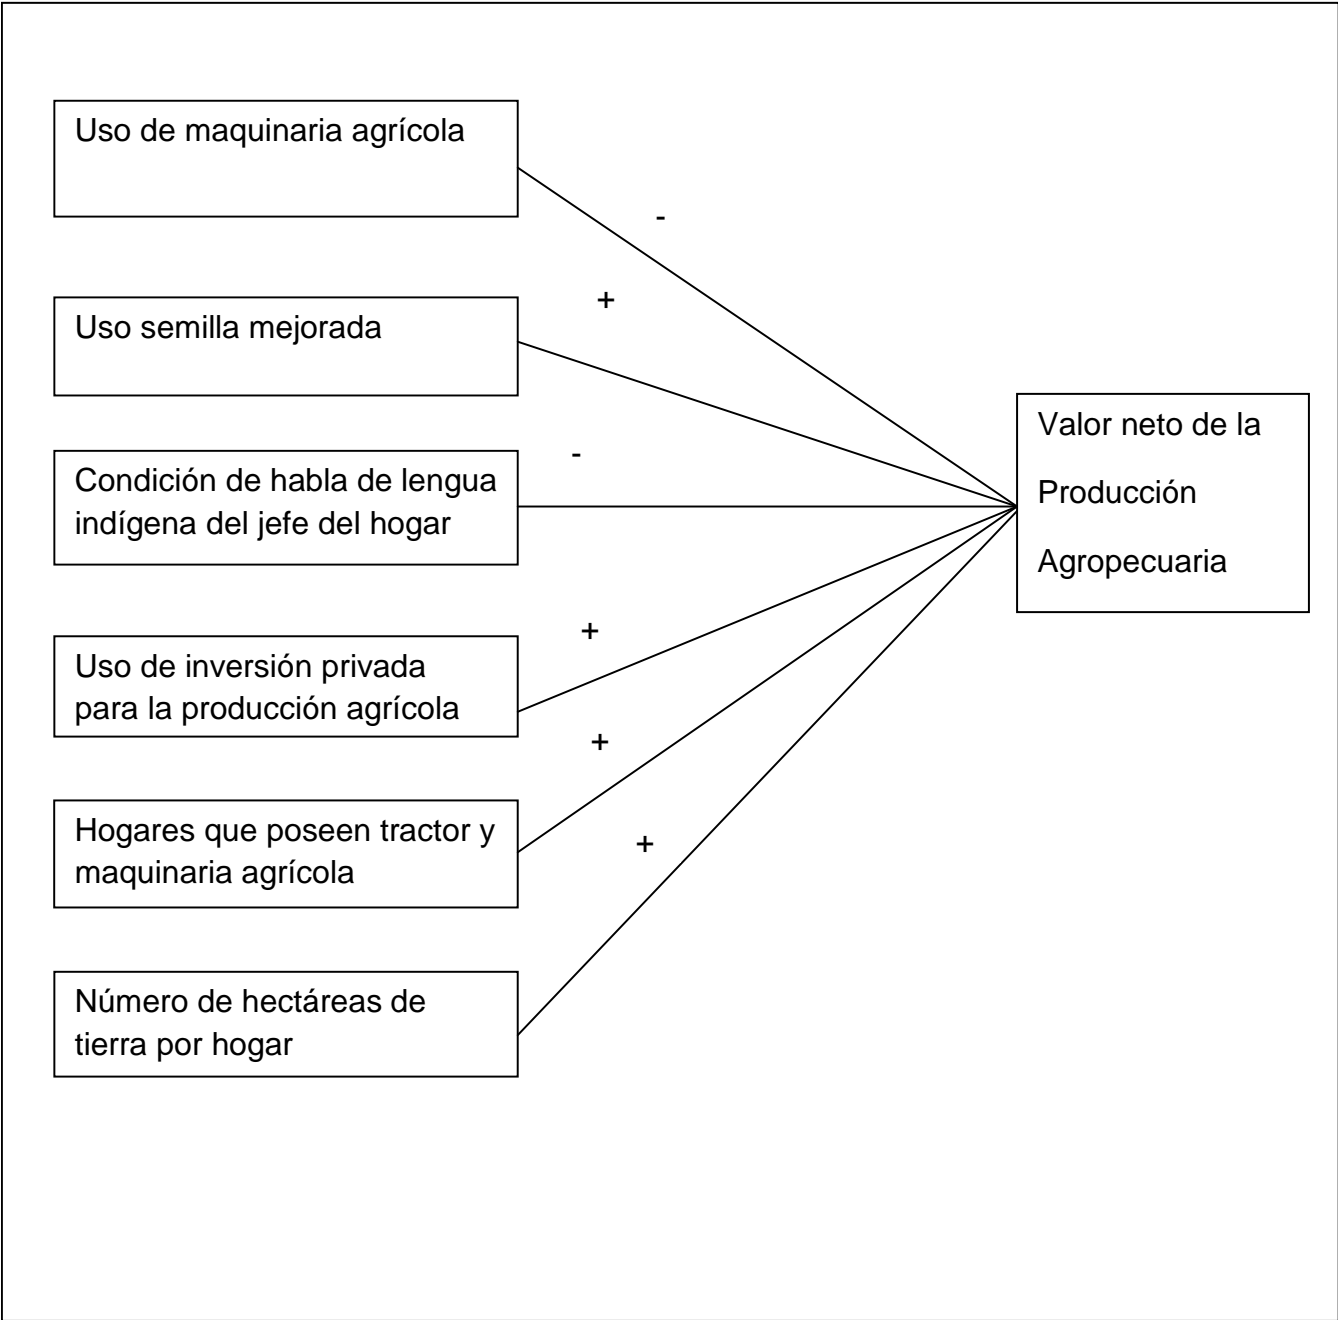 Uso de maquinaria agrícola
-
+
Uso semilla mejorada
-
Condición de habla de lengua
indígena del jefe del hogar
+
Uso de inversión privada
para la producción agrícola
+
Hogares que poseen tractor y
maquinaria agrícola
+
Número de hectáreas de
tierra por hogar
Valor neto de la
Producción
Agropecuaria